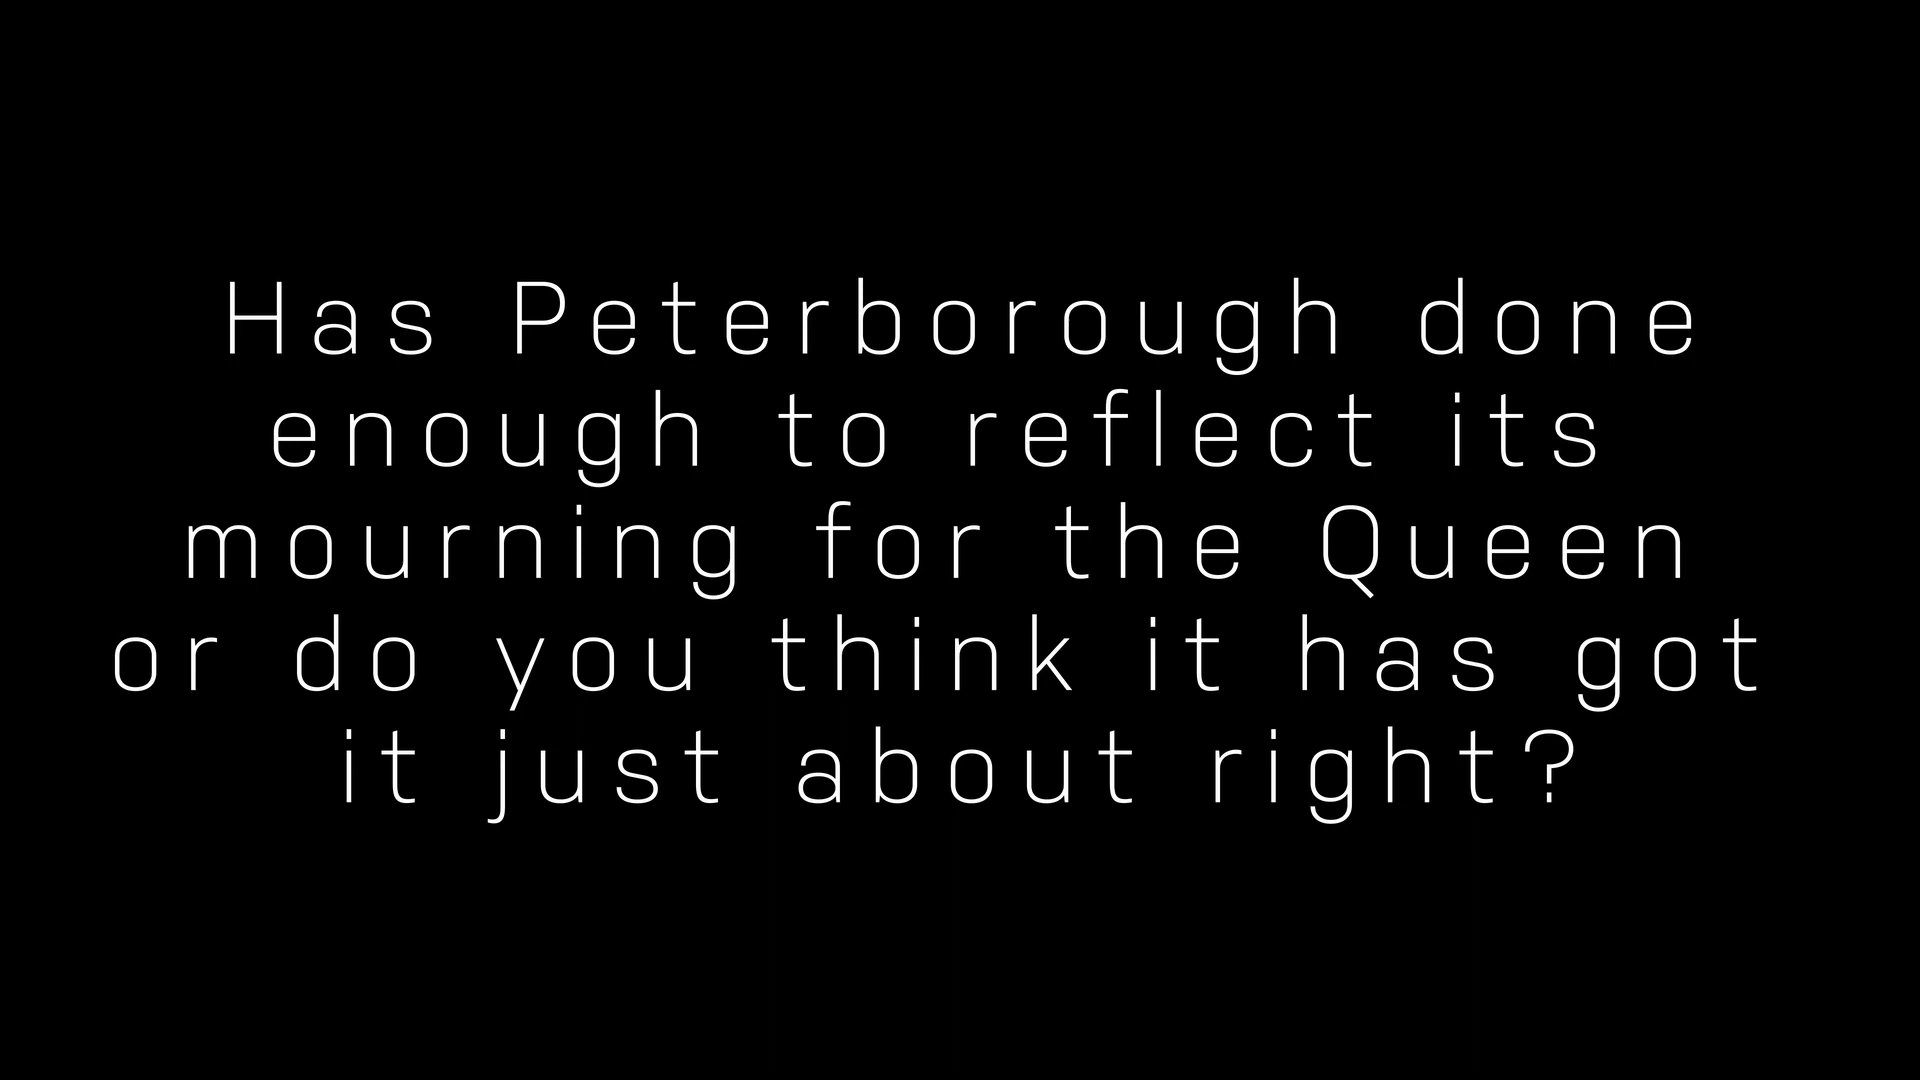 Has Peterborough done
enough to reflect its
mourning for the Queen
or do you think it has got
it just about right?